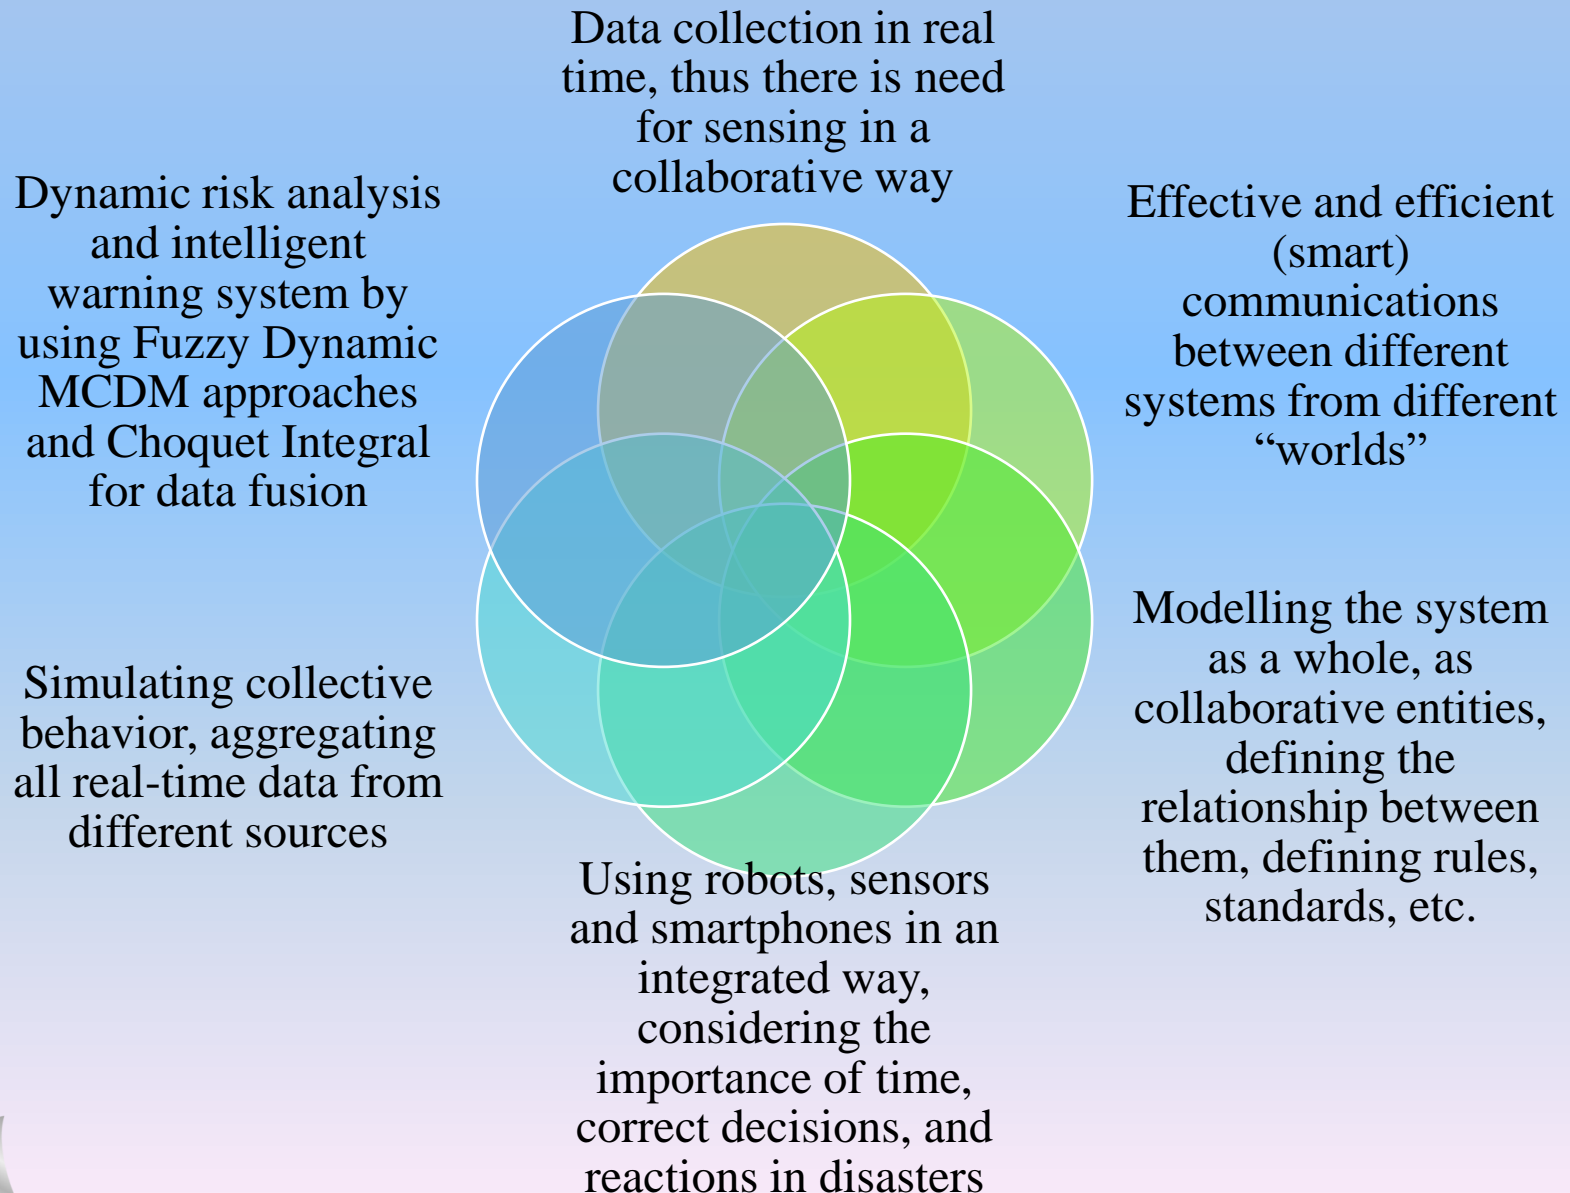 Data collection in real
time, thus there is need
for sensing in a
collaborative way
Effective and efficient
(smart)
communications
between different
systems from different
“worlds”
Modelling the system
as a whole, as
collaborative entities,
defining the
relationship between
them, defining rules,
standards, etc.
Using robots, sensors
and smartphones in an
integrated way,
considering the
importance of time,
correct decisions, and
reactions in disasters
Simulating collective
behavior, aggregating
all real-time data from
different sources
Dynamic risk analysis
and intelligent
warning system by
using Fuzzy Dynamic
MCDM approaches
and Choquet Integral
for data fusion